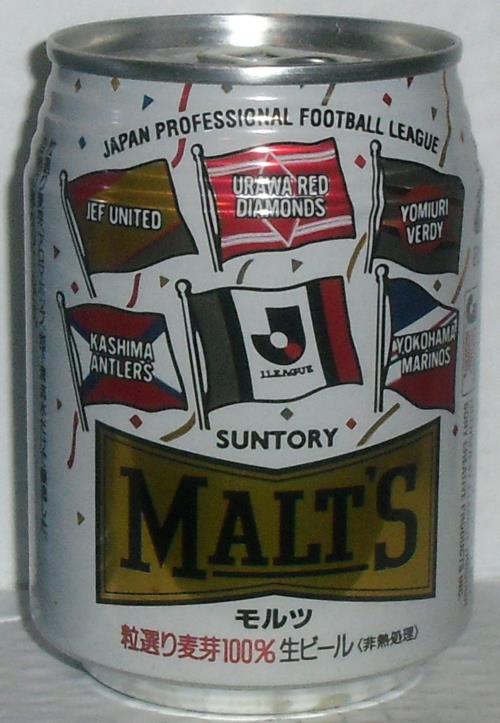 JAPAN PROFESSIONAL FOOTBALL LEAGUE
JEF UNITED
URAWA RED
DIAMONDS
YOMIURI
VERDY
KASHIMA
ANTLERS
J.LEAGUE
YOKOHAMA
MARINOS
SUNTORY
MALT'S
モルツ
粒選り麦芽100% 生ビール〈非熱処理〉